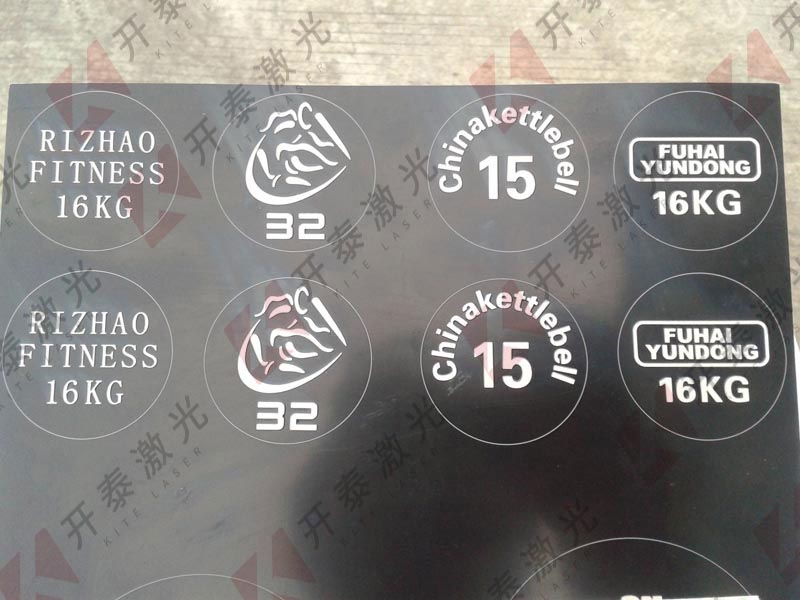 RIZHAO
FITNESS
16KG
32
Chinakettlebell
15
FUHAI
YUNDONG
16KG
RIZHAO
FITNESS
16KG
32
Chinakettlebell
15
FUHAI
YUNDONG
16KG
开泰激光
KITE LASER